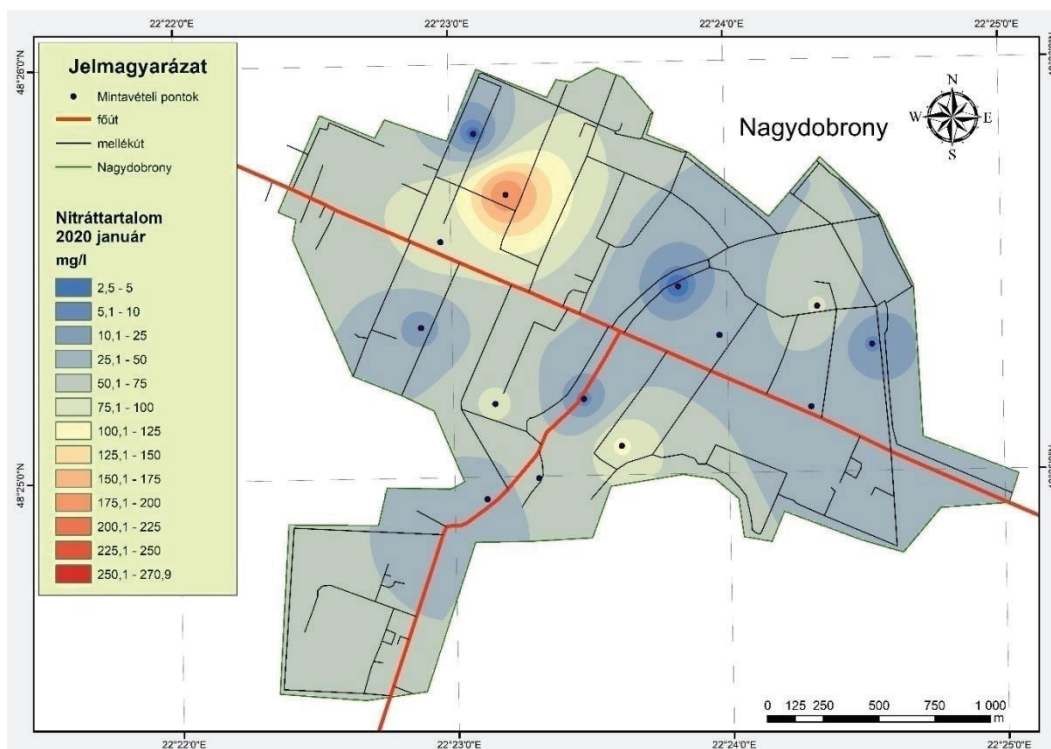 22°22'0"E
22°23'0"E
22°24'0"E
22°25'0"E
48°26'0"N
Jelmagyarázat
Mintavételi pontok
főút
mellékút
Nagydobrony
Nitráttartalom
2020 január
mg/l
2,5 - 5
5,1 - 10
10,1 - 25
25,1 - 50
50,1 - 75
75,1 - 100
100,1 - 125
125,1 - 150
150,1 - 175
175,1 - 200
200,1 - 225
225,1 - 250
250,1 - 270,9
Nagydobrony
N
W
E
S
48°25'0"N
0 125 250 500 750 1 000
m
22°22'0"E
22°23'0"E
22°24'0"E
22°25'0"E